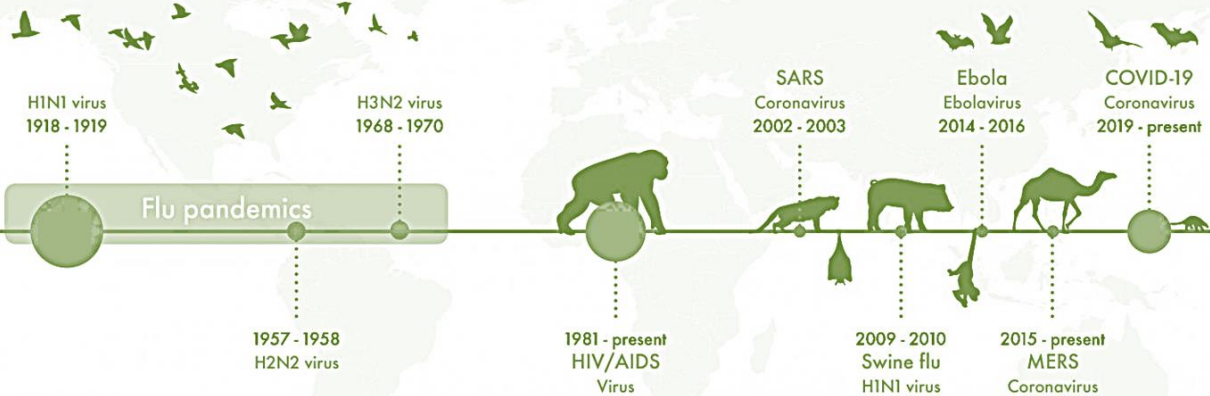 H1N1 virus
1918 - 1919
H3N2 virus
1968 - 1970
SARS
Coronavirus
2002 - 2003
Ebola
Ebolavirus
2014 - 2016
COVID-19
Coronavirus
2019 - present
Flu pandemics
1957 - 1958
H2N2 virus
1981 - present
HIV/AIDS
Virus
2009 - 2010
Swine flu
H1N1 virus
2015 - present
MERS
Coronavirus